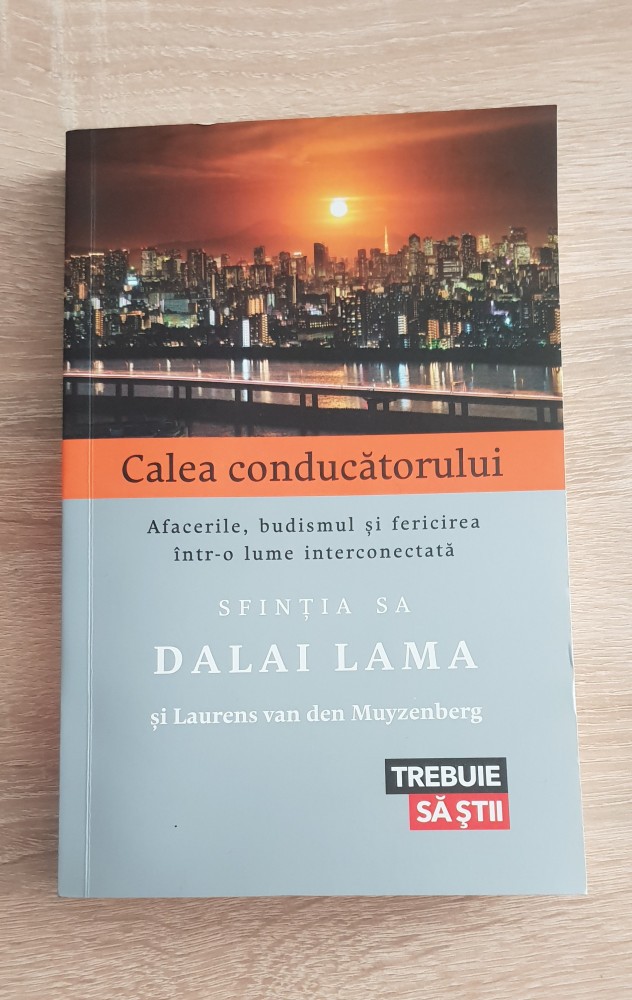 Calea conducătorului
Afacerile, budismul și fericirea
într-o lume interconectată
SFINȚIA SA
DALAI LAMA
și Laurens van den Muyzenberg
TREBUIE
SĂ ŞTII